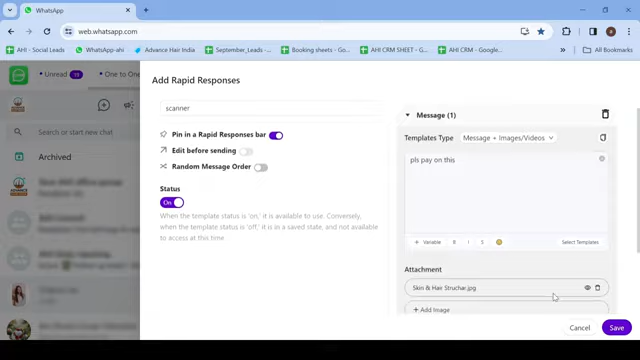 WhatsApp
web.whatsapp.com
AHI - Social Leads
WhatsApp-ahi
Advance Hair India
September_Leads - ...
Booking sheets - Go...
AHI CRM SHEET - G...
AHI CRM - Google...
All Bookmarks
Unread 19
One to One
Search or start new chat
Archived
Add Rapid Responses
scanner
Pin in a Rapid Responses bar
Edit before sending
Random Message Order
Status
On
When the template status is 'on,' it is available to use. Conversely,
when the template status is 'off,' it is in a saved state, and not available
to access at this time
Message (1)
Templates Type
Message + Images/Videos
pls pay on this
+ Variable
B
I
S
Select Templates
Attachment
Skin & Hair Struchar.jpg
+ Add Image
Cancel
Save